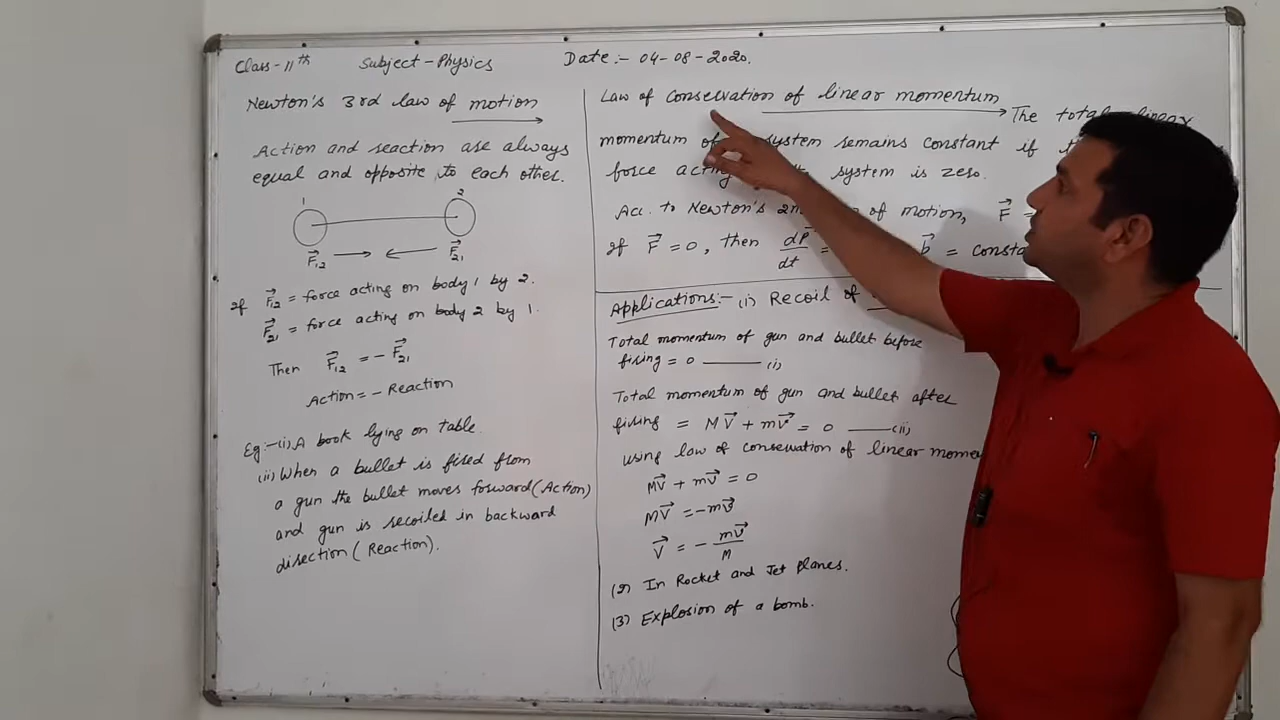 Class-11th Subject-Physics Date:- 04-08-2020.
Newton's 3rd law of motion
Action and reaction are always
equal and opposite to each other.
1 2
F⃗12 F⃗21
If F⃗12 = force acting on body 1 by 2.
F⃗21 = force acting on body 2 by 1.
Then F⃗12 = - F⃗21
Action = - Reaction
Eg:-(i) A book lying on table.
(ii) When a bullet is fired from
a gun the bullet moves forward (Action)
and gun is recoiled in backward
direction (Reaction).
Law of conservation of linear momentum → The total linear
momentum of system remains constant if
force acting system is zero.
Acc. to Newton's of motion, F⃗ =
If F⃗ = 0, then dP⃗/dt = p⃗ = constant
Applications:- (i) Recoil of
Total momentum of gun and bullet before
firing = 0 —— (i)
Total momentum of gun and bullet after
firing = MV⃗ + mv⃗ = 0 —— (ii)
using law of conservation of linear
MV⃗ + mv⃗ = 0
MV⃗ = -mv⃗
V⃗ = - mv⃗/M
(2) In Rocket and Jet planes.
(3) Explosion of a bomb.